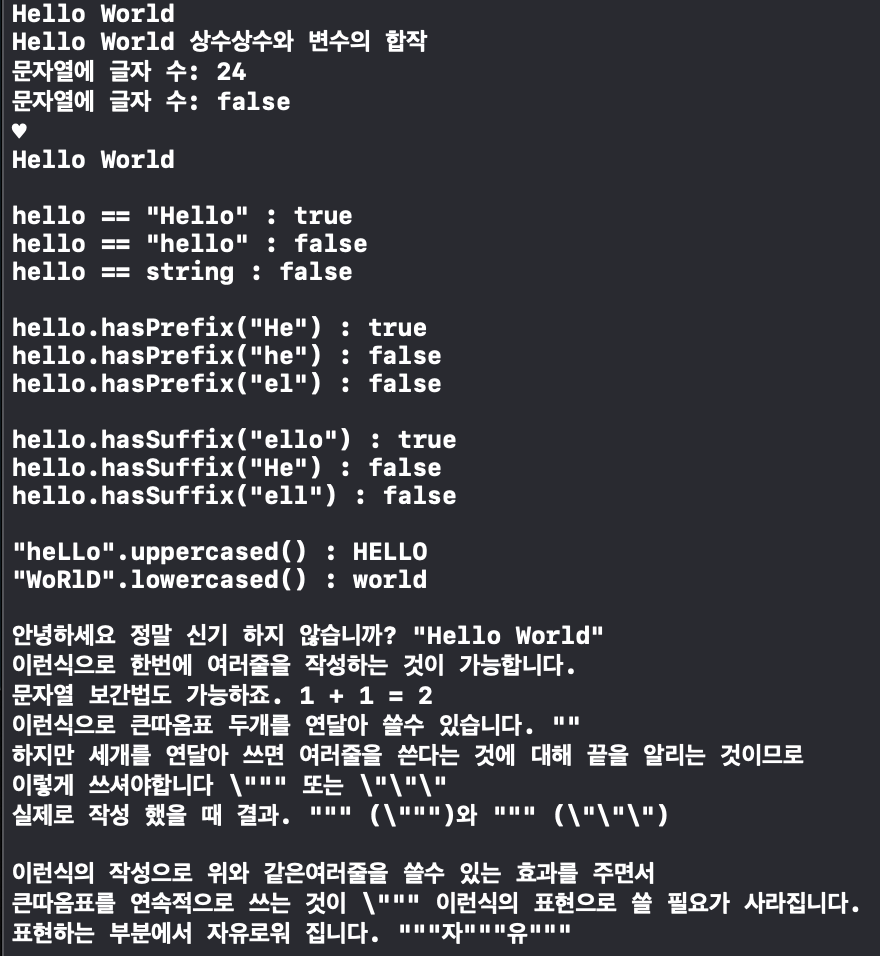 Hello World
Hello World 상수상수와 변수의 합작
문자열에 글자 수: 24
문자열에 글자 수: false
♥
Hello World
hello == "Hello" : true
hello == "hello" : false
hello == string : false
hello.hasPrefix("He") : true
hello.hasPrefix("he") : false
hello.hasPrefix("el") : false
hello.hasSuffix("ello") : true
hello.hasSuffix("He") : false
hello.hasSuffix("ell") : false
"heLLo".uppercased() : HELLO
"WoRlD".lowercased() : world
안녕하세요 정말 신기 하지 않습니까? "Hello World"
이런식으로 한번에 여러줄을 작성하는 것이 가능합니다.
문자열 보간법도 가능하죠. 1 + 1 = 2
이런식으로 큰따옴표 두개를 연달아 쓸수 있습니다. ""
하지만 세개를 연달아 쓰면 여러줄을 쓴다는 것에 대해 끝을 알리는 것이므로
이렇게 쓰셔야합니다 \""" 또는 \"\"\"
실제로 작성 했을 때 결과. """ (\""")와 """ (\"\"\")
이런식의 작성으로 위와 같은여러줄을 쓸수 있는 효과를 주면서
큰따옴표를 연속적으로 쓰는 것이 \""" 이런식의 표현으로 쓸 필요가 사라집니다.
표현하는 부분에서 자유로워 집니다. """자"""유"""